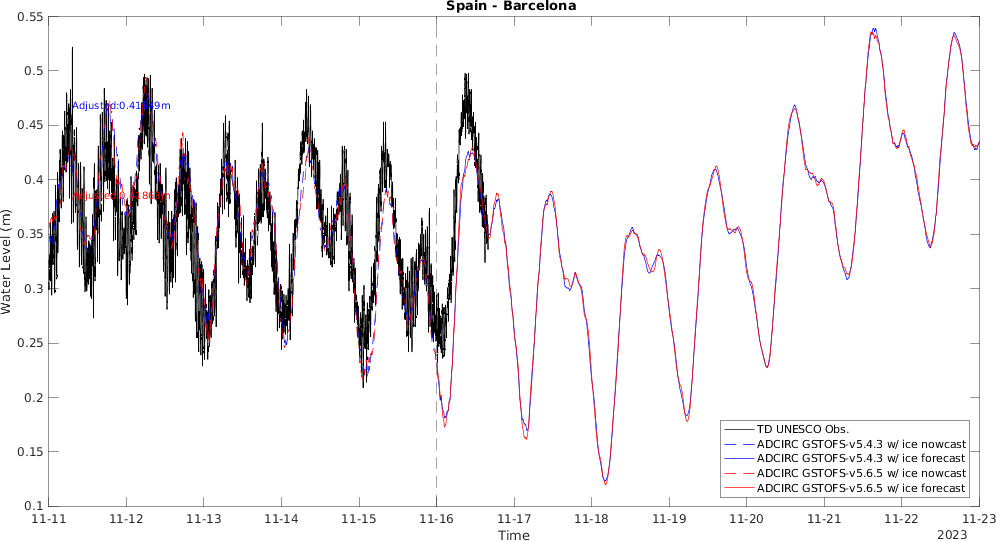 Spain - Barcelona
0.55
0.5
0.45
0.4
0.35
0.3
0.25
0.2
0.15
0.1
Water Level (m)
TD UNESCO Obs.
ADCIRC GSTOFS-v5.4.3 w/ ice nowcast
ADCIRC GSTOFS-v5.4.3 w/ ice forecast
ADCIRC GSTOFS-v5.6.5 w/ ice nowcast
ADCIRC GSTOFS-v5.6.5 w/ ice forecast
11-11 11-12 11-13 11-14 11-15 11-16 11-17 11-18 11-19 11-20 11-21 11-22 11-23
Time
2023